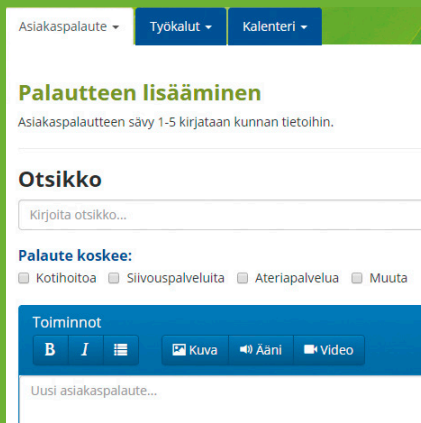 Asiakaspalaute Työkalut Kalenteri
Palautteen lisääminen
Asiakaspalautteen sävy 1-5 kirjataan kunnan tietoihin.
Otsikko
Kirjoita otsikko...
Palaute koskee:
Kotihoitoa Siivouspalveluita Ateriapalvelua Muuta
Toiminnot
B I Kuva Ääni Video
Uusi asiakaspalaute...